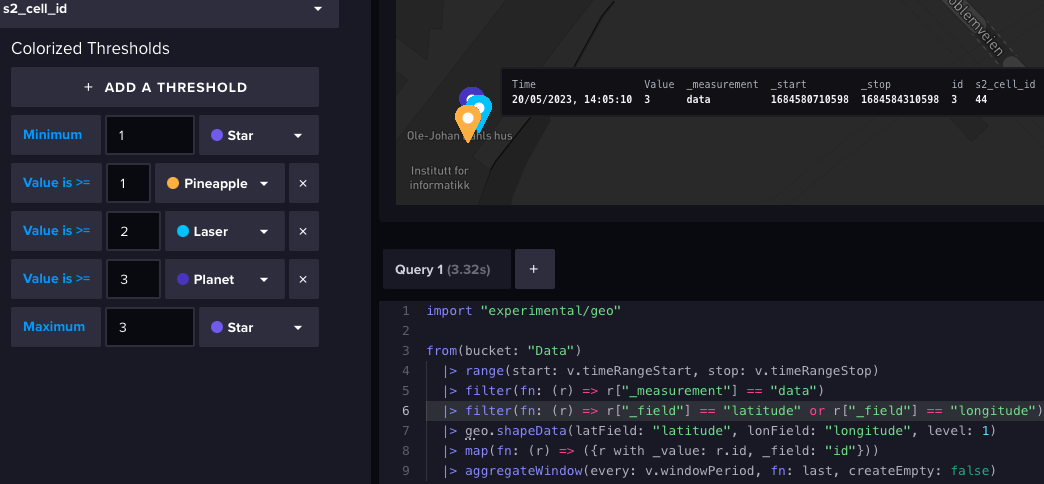 s2_cell_id
Colorized Thresholds
+ ADD A THRESHOLD
Minimum 1 Star
Value is >= 1 Pineapple ×
Value is >= 2 Laser ×
Value is >= 3 Planet ×
Maximum 3 Star
oblemveien
Time Value _measurement _start _stop id s2_cell_id
20/05/2023, 14:05:10 3 data 1684580710598 1684584310598 3 44
Ole-Johan hls hus
Institutt for
informatikk
Query 1 (3.32s) +
1 import "experimental/geo"
2
3 from(bucket: "Data")
4 |> range(start: v.timeRangeStart, stop: v.timeRangeStop)
5 |> filter(fn: (r) => r["_measurement"] == "data")
6 |> filter(fn: (r) => r["_field"] == "latitude" or r["_field"] == "longitude")
7 |> geo.shapeData(latField: "latitude", lonField: "longitude", level: 1)
8 |> map(fn: (r) => ({r with _value: r.id, _field: "id"}))
9 |> aggregateWindow(every: v.windowPeriod, fn: last, createEmpty: false)